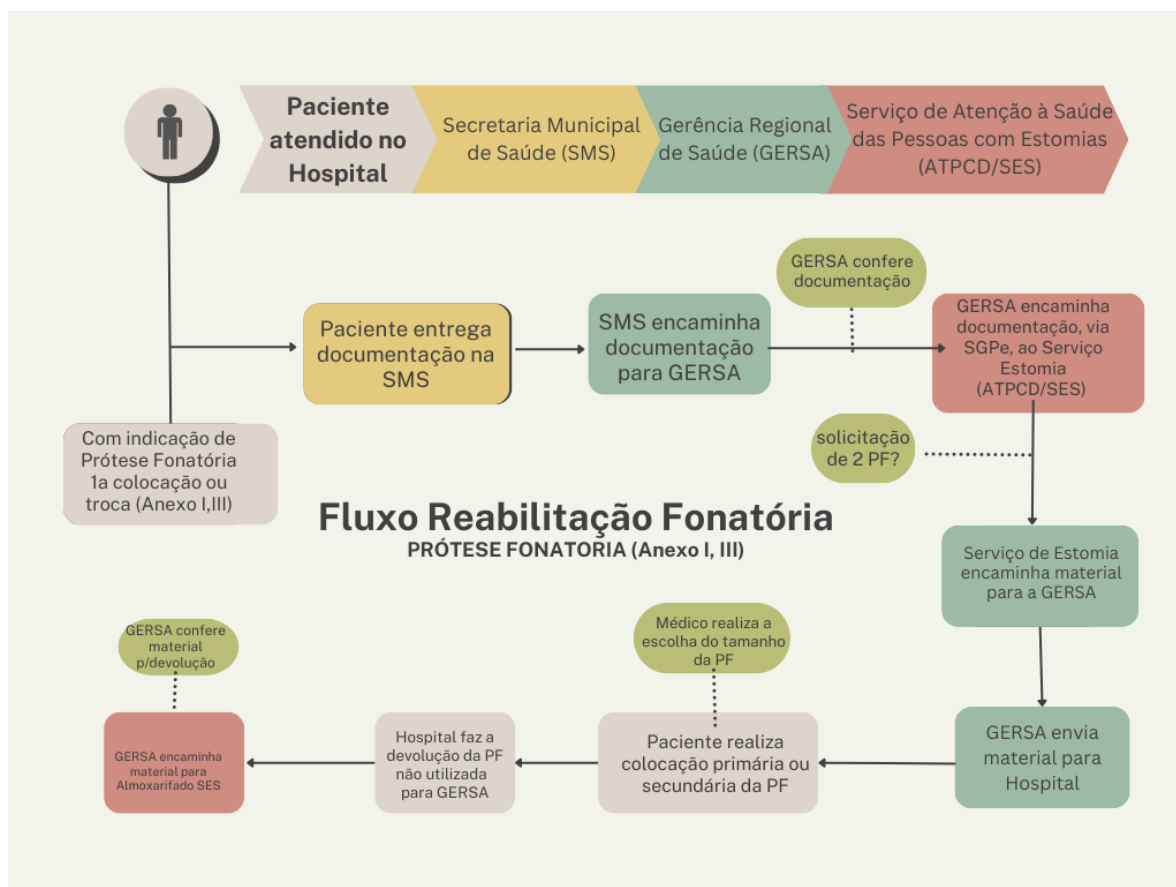 Paciente
atendido no
Hospital
Secretaria Municipal
de Saúde (SMS)
Gerência Regional
de Saúde (GERSA)
Serviço de Atenção à Saúde
das Pessoas com Estomias
(ATPCD/SES)
Com indicação de
Prótese Fonatória
1a colocação ou
troca (Anexo I,III)
Paciente entrega
documentação na
SMS
SMS encaminha
documentação
para GERSA
GERSA confere
documentação
GERSA encaminha
documentação, via
SGPe, ao Serviço
Estomia
(ATPCD/SES)
solicitação
de 2 PF?
Fluxo Reabilitação Fonatória
PRÓTESE FONATORIA (Anexo I, III)
Serviço de Estomia
encaminha material
para a GERSA
GERSA envia
material para
Hospital
Médico realiza a
escolha do tamanho
da PF
Paciente realiza
colocação primária ou
secundária da PF
Hospital faz a
devolução da PF
não utilizada
para GERSA
GERSA confere
material
p/devolução
GERSA encaminha
material para
Almoxarifado SES